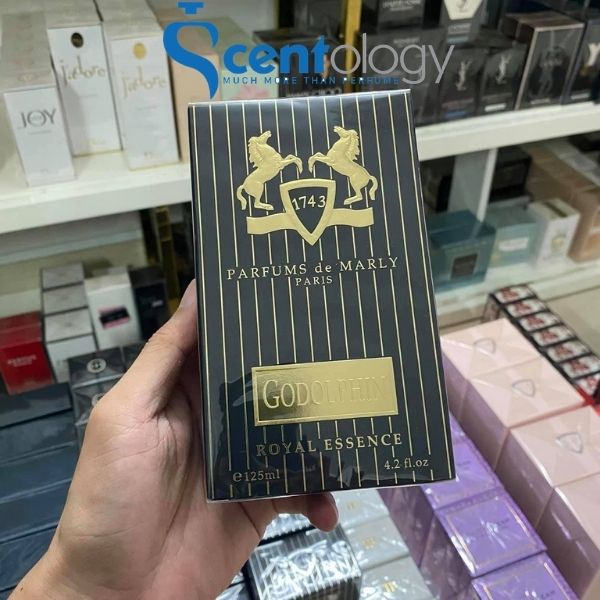 Scentology
MUCH MORE THAN PERFUME
j'adore
j'adore
JOY
1743
PARFUMS de MARLY
PARIS
GODOLPHIN
ROYAL ESSENCE
℮125ml 4.2 fl.oz